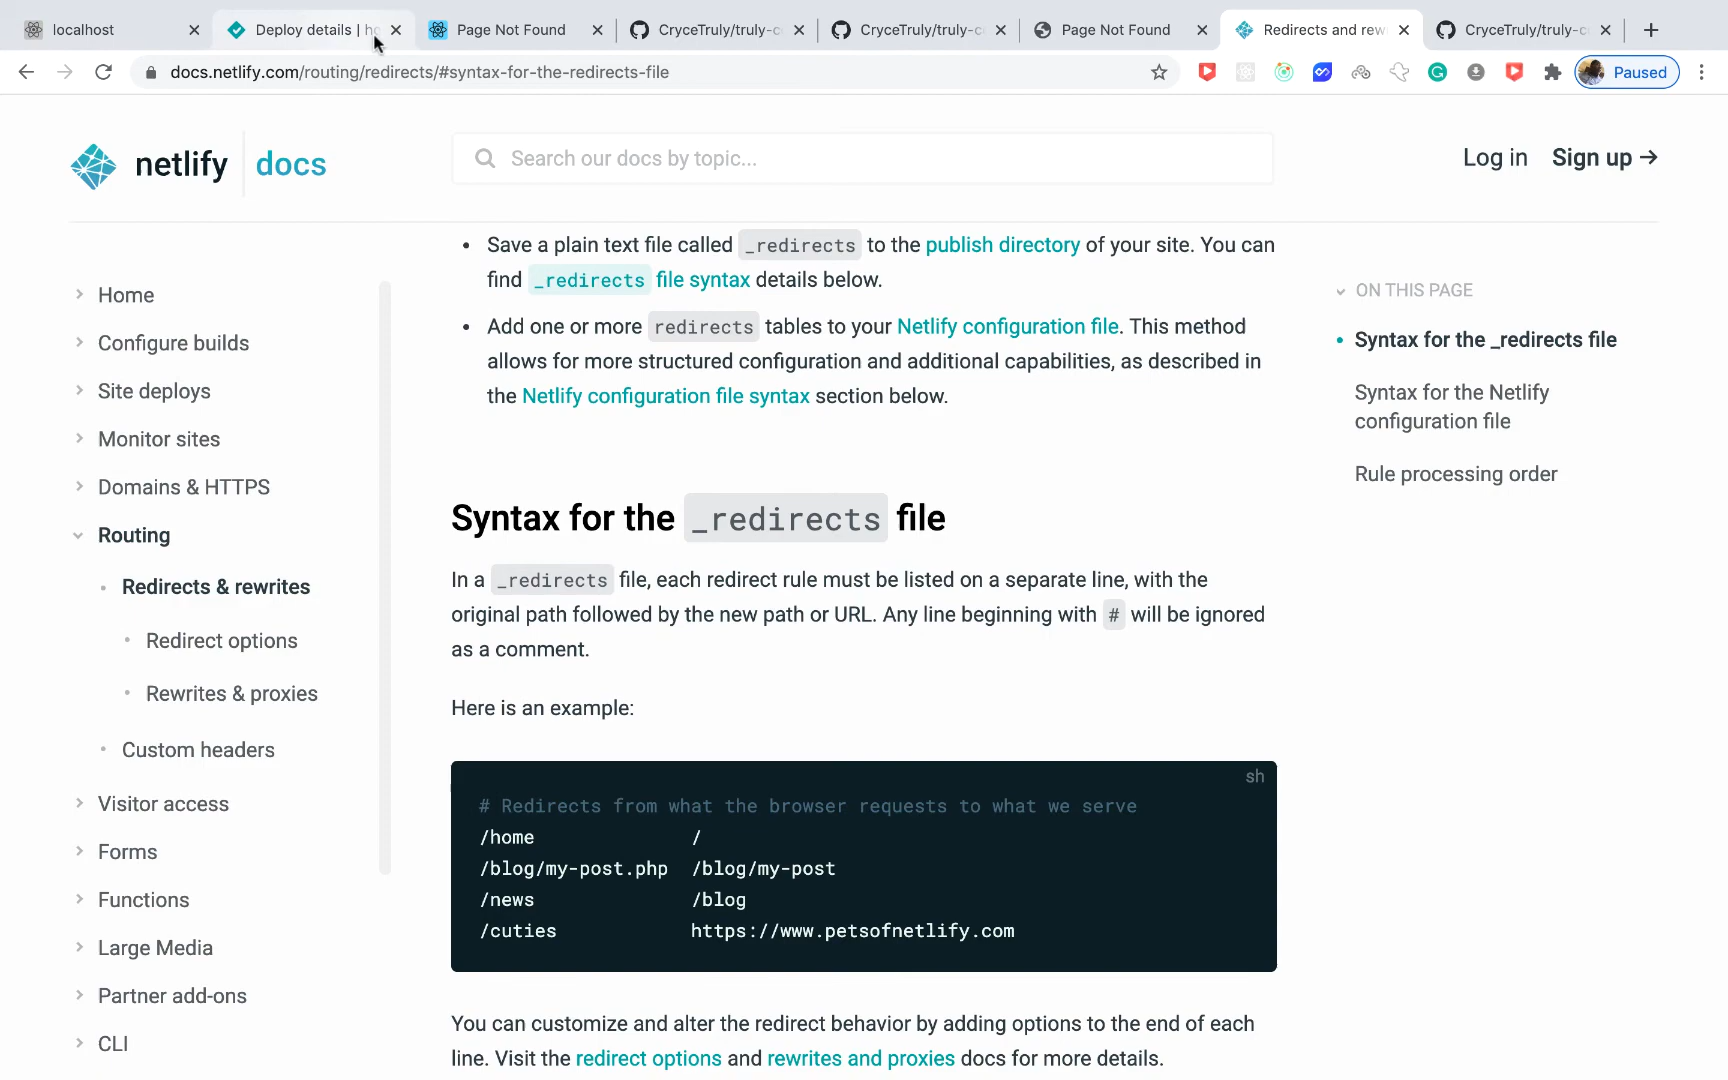 localhost
Deploy details | ho
Page Not Found
CryceTruly/truly-c
CryceTruly/truly-c
Page Not Found
Redirects and rew
CryceTruly/truly-c
docs.netlify.com/routing/redirects/#syntax-for-the-redirects-file
Paused
netlify docs
Search our docs by topic...
Log in
Sign up →
Home
Configure builds
Site deploys
Monitor sites
Domains & HTTPS
Routing
Redirects & rewrites
Redirect options
Rewrites & proxies
Custom headers
Visitor access
Forms
Functions
Large Media
Partner add-ons
CLI
• Save a plain text file called _redirects to the publish directory of your site. You can
find _redirects file syntax details below.
• Add one or more redirects tables to your Netlify configuration file. This method
allows for more structured configuration and additional capabilities, as described in
the Netlify configuration file syntax section below.
Syntax for the _redirects file
In a _redirects file, each redirect rule must be listed on a separate line, with the
original path followed by the new path or URL. Any line beginning with # will be ignored
as a comment.
Here is an example:
sh
# Redirects from what the browser requests to what we serve
/home /
/blog/my-post.php /blog/my-post
/news /blog
/cuties https://www.petsofnetlify.com
You can customize and alter the redirect behavior by adding options to the end of each
line. Visit the redirect options and rewrites and proxies docs for more details.
ON THIS PAGE
• Syntax for the _redirects file
Syntax for the Netlify
configuration file
Rule processing order